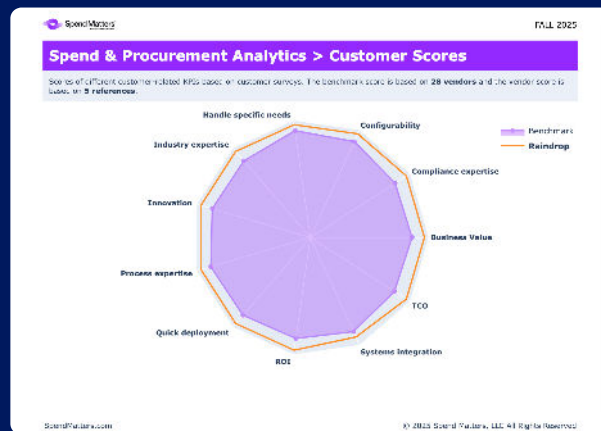 SpendMatters
FALL 2025
Spend & Procurement Analytics > Customer Scores
Scores of different customer-related KPIs based on customer surveys. The benchmark score is based on 28 vendors and the vendor score is
based on 5 references.
Handle specific needs
Configurability
Benchmark
Raindrop
Industry expertise
Compliance expertise
Innovation
Business Value
Process expertise
TCO
Quick deployment
Systems integration
ROI
SpendMatters.com
© 2025 Spend Matters, LLC All Rights Reserved